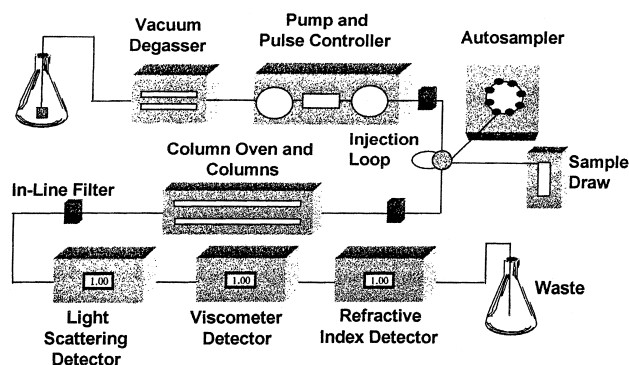 Vacuum
Degasser
Pump and
Pulse Controller
Autosampler
Injection
Loop
Sample
Draw
Column Oven and
Columns
In-Line Filter
1.00
1.00
1.00
Light
Scattering
Detector
Viscometer
Detector
Refractive
Index Detector
Waste